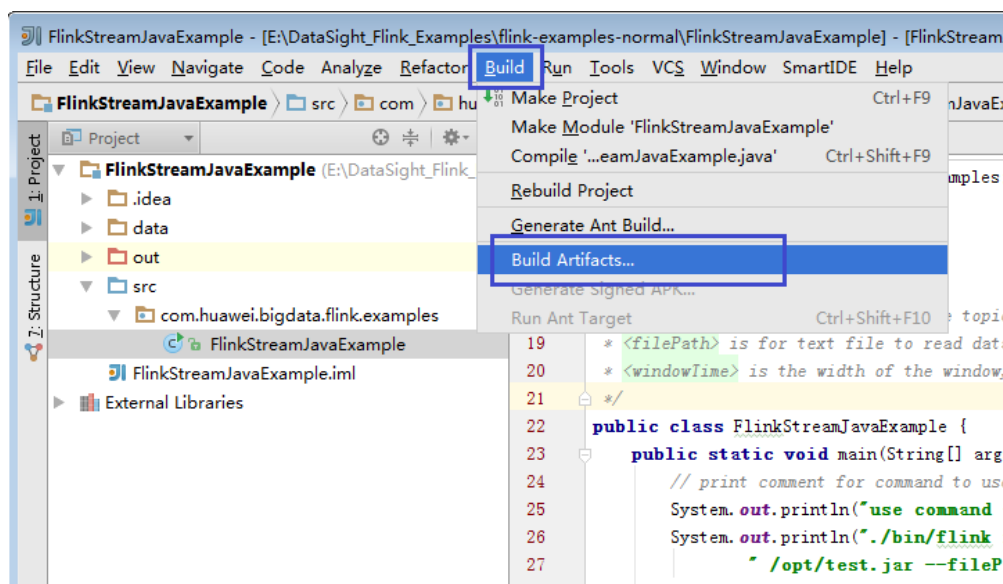 FlinkStreamJavaExample - [E:\DataSight_Flink_Examples\flink-examples-normal\FlinkStreamJavaExample] - [FlinkStream
File Edit View Navigate Code Analyze Refactor Build Run Tools VCS Window SmartIDE Help
FlinkStreamJavaExample src com hu
Make Project Ctrl+F9
Make Module 'FlinkStreamJavaExample'
Compile '...eamJavaExample.java' Ctrl+Shift+F9
Rebuild Project
Generate Ant Build...
Build Artifacts...
Generate Signed APK...
Run Ant Target Ctrl+Shift+F10
nJavaEx
mples
topic
1: Project
7: Structure
Project
FlinkStreamJavaExample (E:\DataSight_Flink_
.idea
data
out
src
com.huawei.bigdata.flink.examples
FlinkStreamJavaExample
FlinkStreamJavaExample.iml
External Libraries
19 * <filePath> is for text file to read dat
20 * <windowTime> is the width of the window,
21 */
22 public class FlinkStreamJavaExample {
23 public static void main(String[] arg
24 // print comment for command to us
25 System.out.println("use command
26 System.out.println("./bin/flink
27 " /opt/test.jar --fileP